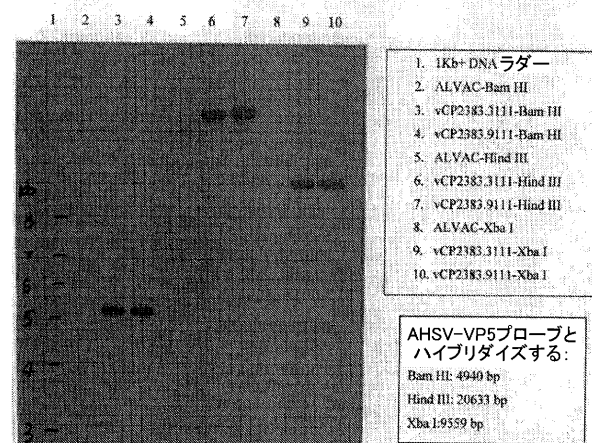 1 2 3 4 5 6 7 8 9 10
1. 1Kb+ DNAラダー
2. ALVAC-Bam HI
3. vCP2383.3111-Bam HI
4. vCP2383.9111-Bam HI
5. ALVAC-Hind III
6. vCP2383.3111-Hind III
7. vCP2383.9111-Hind III
8. ALVAC-Xba I
9. vCP2383.3111-Xba I
10. vCP2383.9111-Xba I
8
7
6
5
4
3
AHSV-VP5プローブと
ハイブリダイズする:
Bam HI: 4940 bp
Hind III: 20633 bp
Xba I:9559 bp